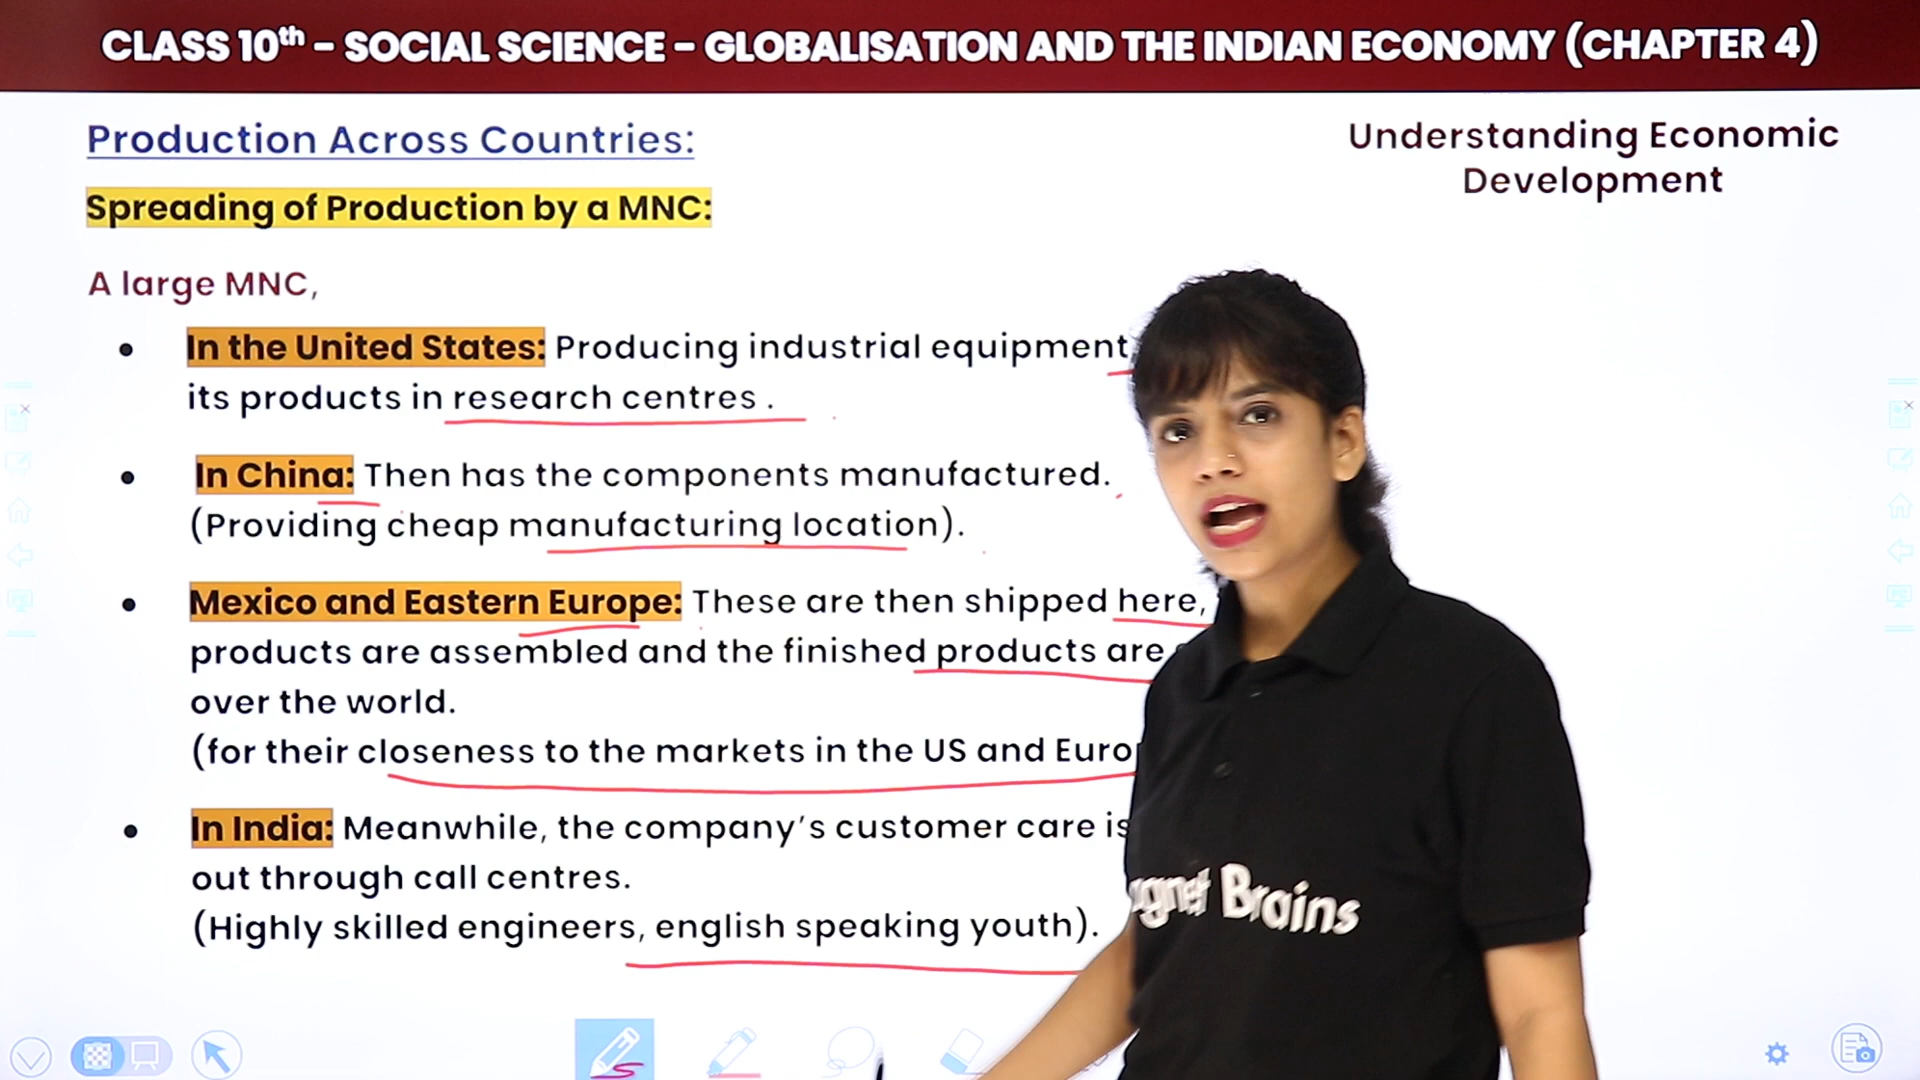 CLASS 10th – SOCIAL SCIENCE – GLOBALISATION AND THE INDIAN ECONOMY (CHAPTER 4)
Production Across Countries:
Understanding Economic
Development
Spreading of Production by a MNC:
A large MNC,
• In the United States: Producing industrial equipment,
its products in research centres .
• In China: Then has the components manufactured.
(Providing cheap manufacturing location).
• Mexico and Eastern Europe: These are then shipped here,
products are assembled and the finished products are
over the world.
(for their closeness to the markets in the US and
• In India: Meanwhile, the company's customer care is
out through call centres.
(Highly skilled engineers, english speaking youth).
Brains